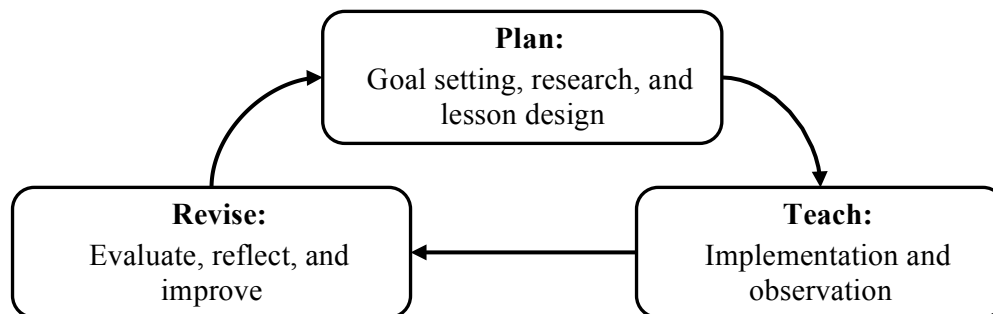 Plan:
Goal setting, research, and
lesson design
Revise:
Evaluate, reflect, and
improve
Teach:
Implementation and
observation